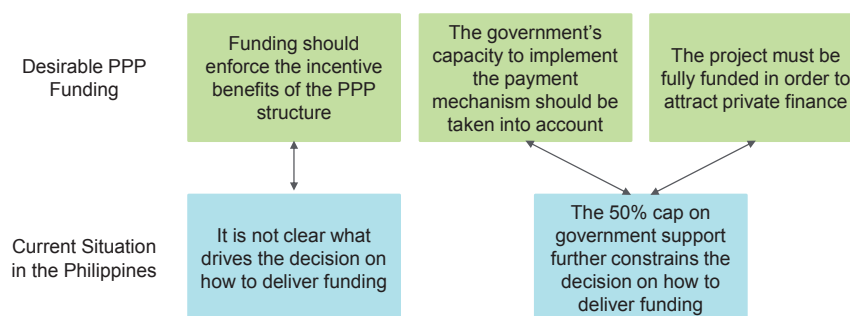 Desirable PPP
Funding
Funding should
enforce the incentive
benefits of the PPP
structure
The government’s
capacity to implement
the payment
mechanism should be
taken into account
The project must be
fully funded in order to
attract private finance
Current Situation
in the Philippines
It is not clear what
drives the decision on
how to deliver funding
The 50% cap on
government support
further constrains the
decision on how to
deliver funding